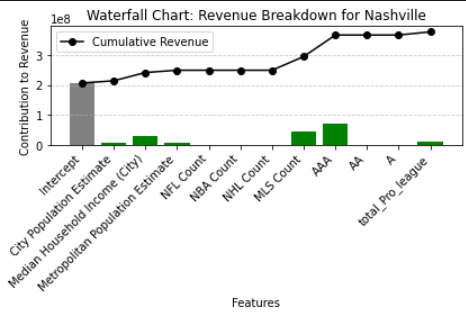 Waterfall Chart: Revenue Breakdown for Nashville
1e8
Cumulative Revenue
Contribution to Revenue
3
2
1
0
Intercept
City Population Estimate
Median Household Income (City)
Metropolitan Population Estimate
NFL Count
NBA Count
NHL Count
MLS Count
AAA
AA
A
total_Pro_league
Features